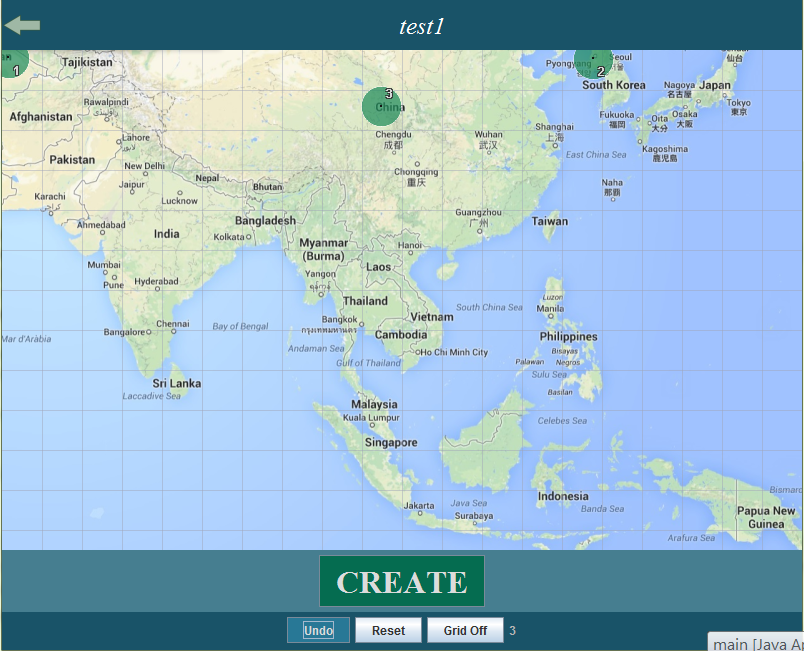 test1
Tajikistan
1
Pyongyang
Seoul
서울
2
South Korea
仙台
Nagoya
名古屋
Japan
Tokyo
東京
3
China
Rawalpindi
Afghanistan
Lahore
Chengdu
成都
Wuhan
武汉
Shanghai
上海
Fukuoka
福岡
Oita
大分
Osaka
大阪
Kagoshima
鹿児島
East China Sea
Pakistan
New Delhi
Nepal
Chongqing
重庆
Jaipur
Lucknow
Bhutan
Naha
那覇
Karachi
Ahmedabad
India
Bangladesh
Kolkata
Guangzhou
广州
Taiwan
Myanmar
(Burma)
Hanoi
Laos
Mumbai
Pune
Hyderabad
Yangon
Thailand
Luzon
Manila
South China Sea
Vietnam
Bangalore
Chennai
Bay of Bengal
Bangkok
กรุงเทพมหานคร
Cambodia
Philippines
Mar d'Aràbia
Andaman Sea
Gulf of Thailand
Ho Chi Minh City
Bisayas
Palawan
Negros
Sulu Sea
Sri Lanka
Laccadive Sea
Basilan
Malaysia
Kuala Lumpur
Celebes Sea
Singapore
Indonesia
Bismarc
Jakarta
Java Sea
Surabaya
Banda Sea
Papua New
Guinea
Arafura Sea
CREATE
Undo
Reset
Grid Off
3
main [Java A